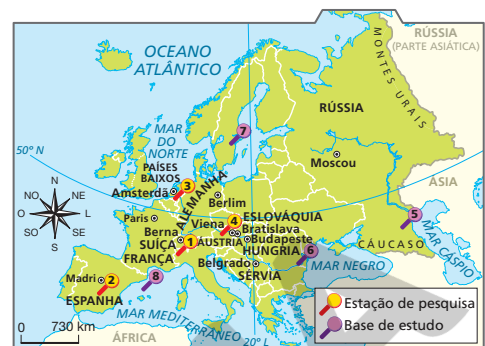 OCEANO
ATLÂNTICO
RÚSSIA
(PARTE ASIÁTICA)
MONTES URAIS
RÚSSIA
7
MAR
DO
NORTE
50° N
PAÍSES
BAIXOS
Moscou
3
Amsterdã
ALEMANHA
Berlim
ÁSIA
N
NO
NE
O
L
SO
SE
S
Paris
4
ESLOVÁQUIA
Viena
Bratislava
5
Berna
1
ÁUSTRIA
Budapeste
SUÍÇA
HUNGRIA
6
CÁUCASO
MAR CÁSPIO
FRANÇA
Belgrado
MAR NEGRO
Madri
2
8
SÉRVIA
ESPANHA
MAR MEDITERRÂNEO
Estação de pesquisa
Base de estudo
0 730 km
ÁFRICA
20° L